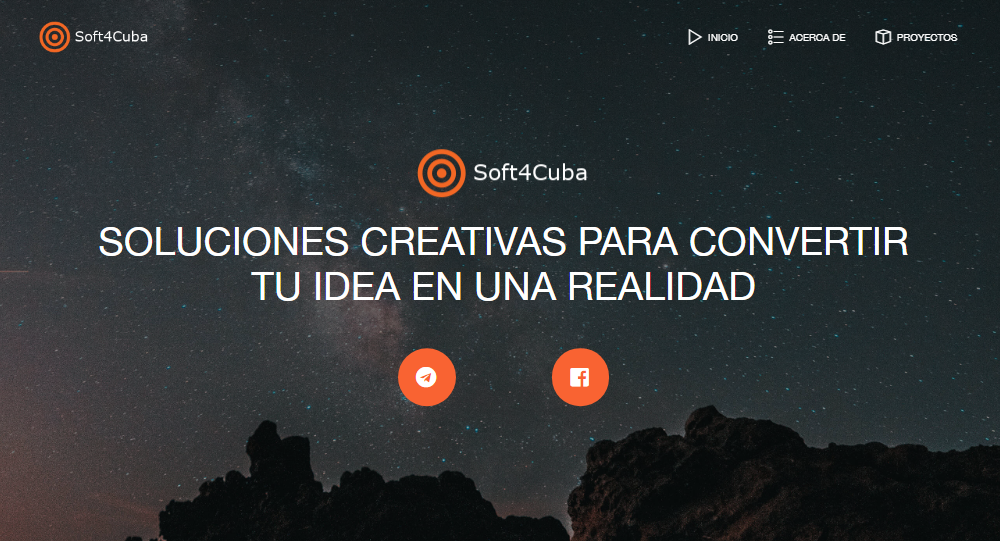 Soft4Cuba
INICIO
ACERCA DE
PROYECTOS
Soft4Cuba
SOLUCIONES CREATIVAS PARA CONVERTIR
TU IDEA EN UNA REALIDAD